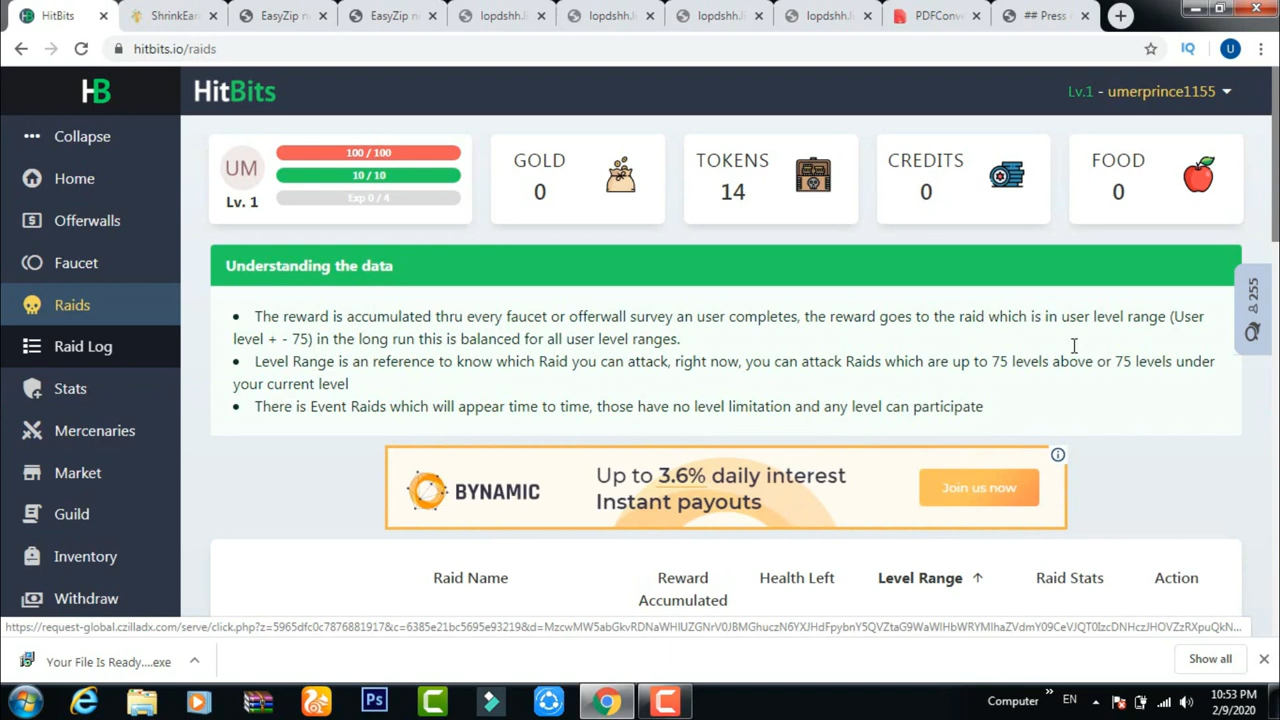 HitBits
ShrinkEar
EasyZip n
EasyZip n
lopdshh.
lopdshh.li
lopdshh.li
lopdshh.li
PDFConve
## Press
hitbits.io/raids
IQ
U
HB
HitBits
Lv.1 - umerprince1155
Collapse
Home
Offerwalls
Faucet
Raids
Raid Log
Stats
Mercenaries
Market
Guild
Inventory
Withdraw
UM
Lv. 1
100 / 100
10 / 10
Exp 0 / 4
GOLD
0
TOKENS
14
CREDITS
0
FOOD
0
Understanding the data
The reward is accumulated thru every faucet or offerwall survey an user completes, the reward goes to the raid which is in user level range (User
level + - 75) in the long run this is balanced for all user level ranges.
Level Range is an reference to know which Raid you can attack, right now, you can attack Raids which are up to 75 levels above or 75 levels under
your current level
There is Event Raids which will appear time to time, those have no level limitation and any level can participate
255
BYNAMIC
Up to 3.6% daily interest
Instant payouts
Join us now
Raid Name
Reward
Accumulated
Health Left
Level Range ↑
Raid Stats
Action
Your File Is Ready....exe
Show all
Ps
C
C
Computer
EN
10:53 PM
2/9/2020